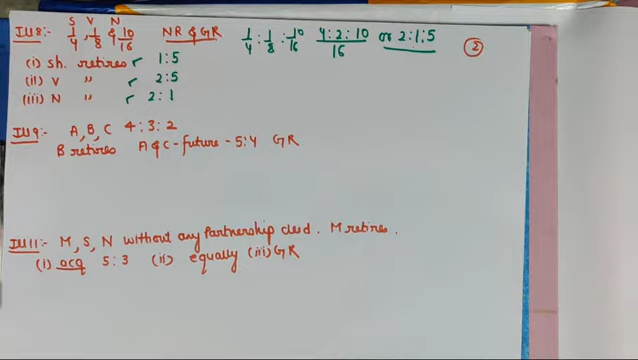 S V N
Ill 8:- 1/4, 1/8 & 10/16 NR & GR 1/4 : 1/8 : 10/16 4:2:10/16 or 2:1:5 2
(i) Sh. retires r 1:5
(ii) V " r 2:5
(iii) N " r 2:1
Ill 9:- A, B, C 4:3:2
B retires A & C - future - 5:4 GR
Ill 11:- M, S, N without any Partnership deed. M retires.
(i) acq 5:3 (ii) equally (iii) GR